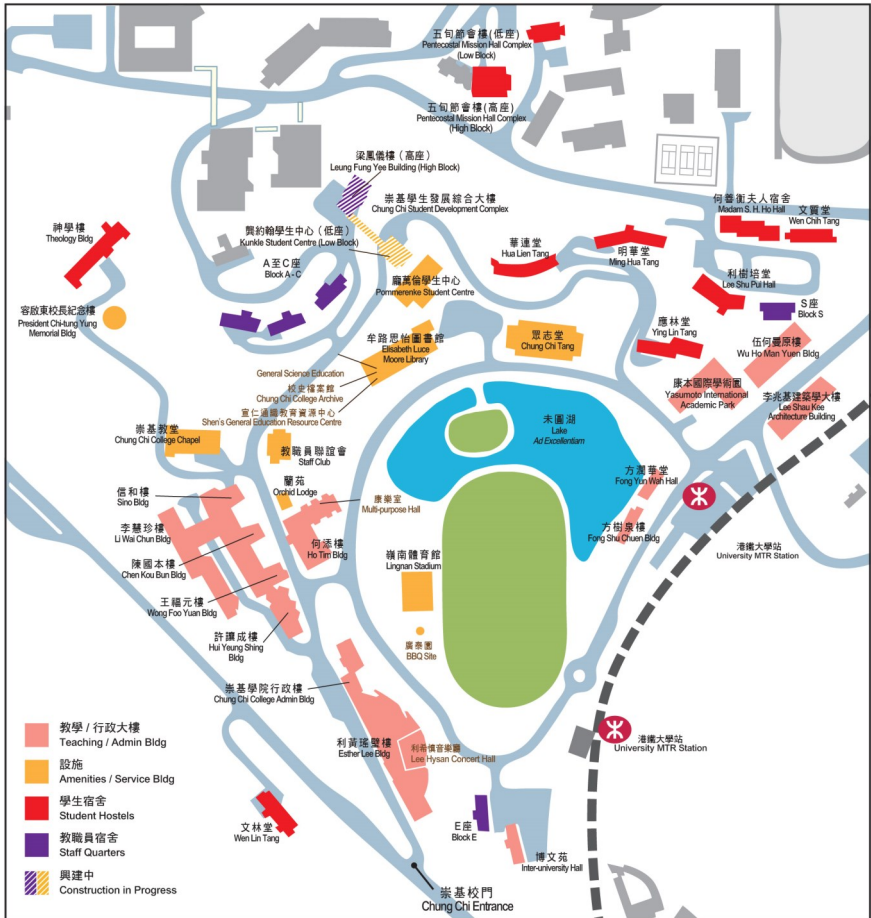 五旬節會樓(低座)
Pentecostal Mission Hall Complex
(Low Block)
五旬節會樓(高座)
Pentecostal Mission Hall Complex
(High Block)
梁鳳儀樓（高座）
Leung Fung Yee Building (High Block)
崇基學生發展綜合大樓
Chung Chi Student Development Complex
何善衡夫人宿舍
Madam S. H. Ho Hall
文質堂
Wen Chih Tang
神學樓
Theology Bldg
龔約翰學生中心（低座）
Kunkle Student Centre (Low Block)
華連堂
Hua Lien Tang
明華堂
Ming Hua Tang
A至C座
Block A - C
龐萬倫學生中心
Pommerenke Student Centre
利樹培堂
Lee Shu Pui Hall
S座
Block S
容啟東校長紀念樓
President Chi-tung Yung
Memorial Bldg
牟路思怡圖書館
Elisabeth Luce
Moore Library
眾志堂
Chung Chi Tang
應林堂
Ying Lin Tang
伍何曼原樓
Wu Ho Man Yuen Bldg
General Science Education
校史檔案館
Chung Chi College Archive
宣仁通識教育資源中心
Shen's General Education Resource Centre
康本國際學術園
Yasumoto International
Academic Park
李兆基建築學大樓
Lee Shau Kee
Architecture Building
崇基教堂
Chung Chi College Chapel
教職員聯誼會
Staff Club
未圓湖
Lake
Ad Excellentiam
蘭苑
Orchid Lodge
康樂室
Multi-purpose Hall
方潤華堂
Fong Yun Wah Hall
信和樓
Sino Bldg
李慧珍樓
Li Wai Chun Bldg
何添樓
Ho Tim Bldg
方樹泉樓
Fong Shu Chuen Bldg
港鐵大學站
University MTR Station
陳國本樓
Chen Kou Bun Bldg
嶺南體育館
Lingnan Stadium
王福元樓
Wong Foo Yuan Bldg
許讓成樓
Hui Yeung Shing
Bldg
廣泰園
BBQ Site
崇基學院行政樓
Chung Chi College Admin Bldg
利黃瑤璧樓
Esther Lee Bldg
利希慎音樂廳
Lee Hysan Concert Hall
港鐵大學站
University MTR Station
教學 / 行政大樓
Teaching / Admin Bldg
設施
Amenities / Service Bldg
學生宿舍
Student Hostels
教職員宿舍
Staff Quarters
興建中
Construction in Progress
文林堂
Wen Lin Tang
E座
Block E
博文苑
Inter-university Hall
崇基校門
Chung Chi Entrance